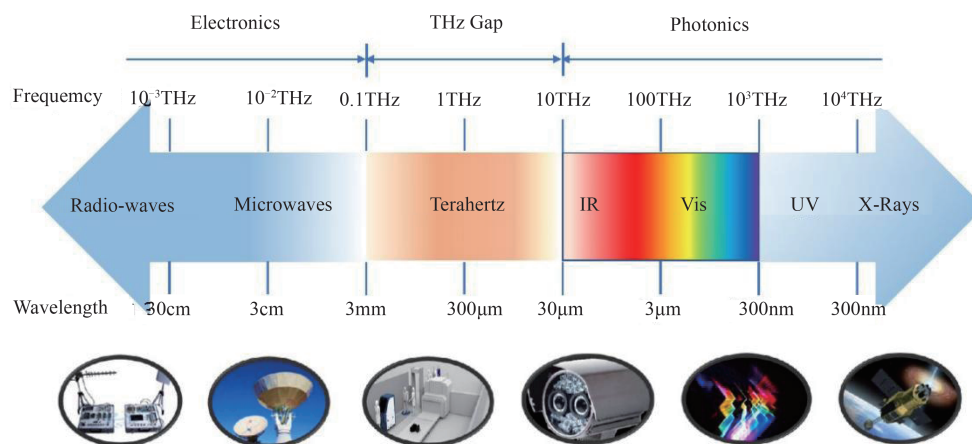 Electronics THz Gap Photonics
Frequemcy 10⁻³THz 10⁻²THz 0.1THz 1THz 10THz 100THz 10³THz 10⁴THz
Radio-waves Microwaves Terahertz IR Vis UV X-Rays
Wavelength 30cm 3cm 3mm 300μm 30μm 3μm 300nm 300nm